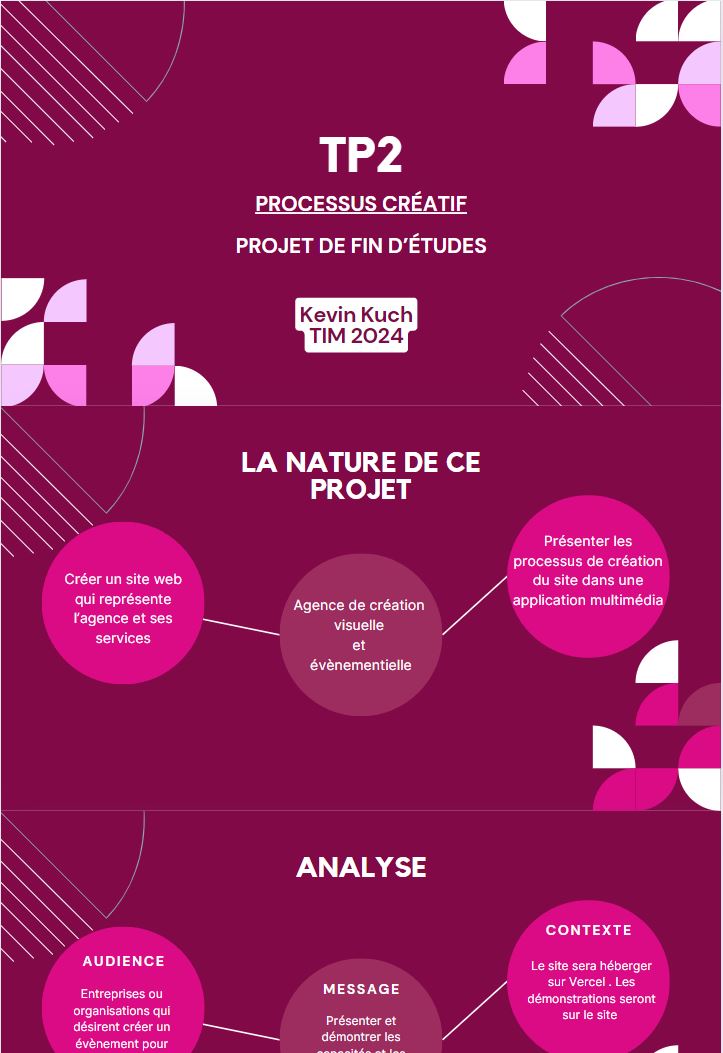 TP2
PROCESSUS CRÉATIF
PROJET DE FIN D’ÉTUDES
Kevin Kuch
TIM 2024
LA NATURE DE CE
PROJET
Créer un site web
qui représente
l’agence et ses
services
Agence de création
visuelle
et
évènementielle
Présenter les
processus de création
du site dans une
application multimédia
ANALYSE
AUDIENCE
Entreprises ou
organisations qui
désirent créer un
évènement pour
MESSAGE
Présenter et
démontrer les
capacités et les
CONTEXTE
Le site sera héberger
sur Vercel . Les
démonstrations seront
sur le site